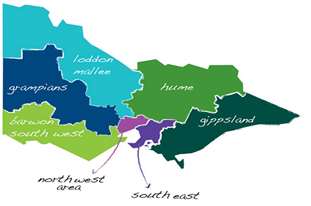 loddon
mallee
grampians
hume
barwon
south west
gippsland
north west
area
south east